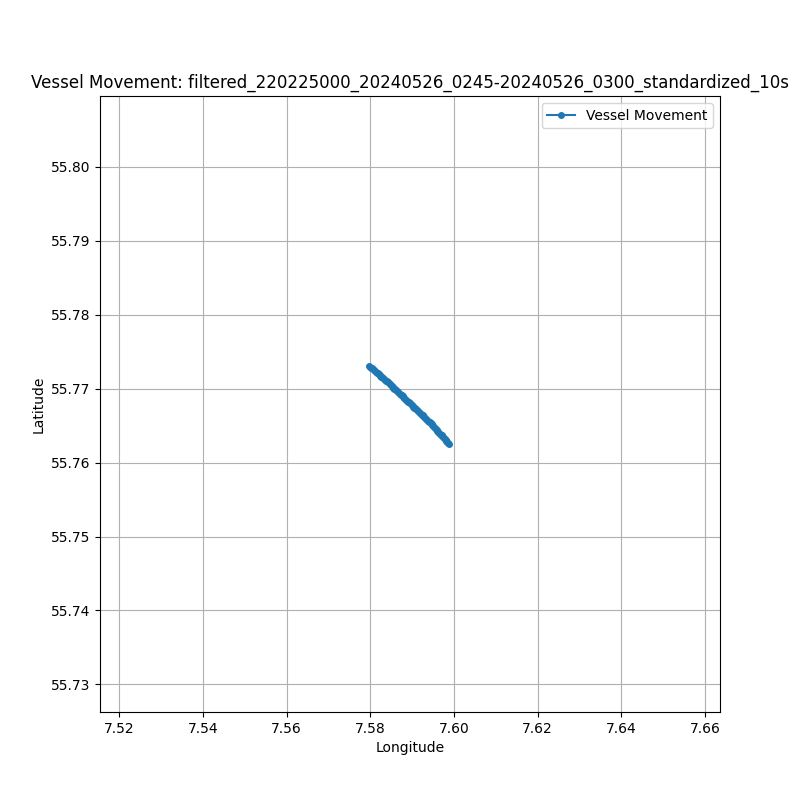 Vessel Movement: filtered_220225000_20240526_0245-20240526_0300_standardized_10s
Vessel Movement
55.80
55.79
55.78
55.77
55.76
55.75
55.74
55.73
Latitude
7.52 7.54 7.56 7.58 7.60 7.62 7.64 7.66
Longitude